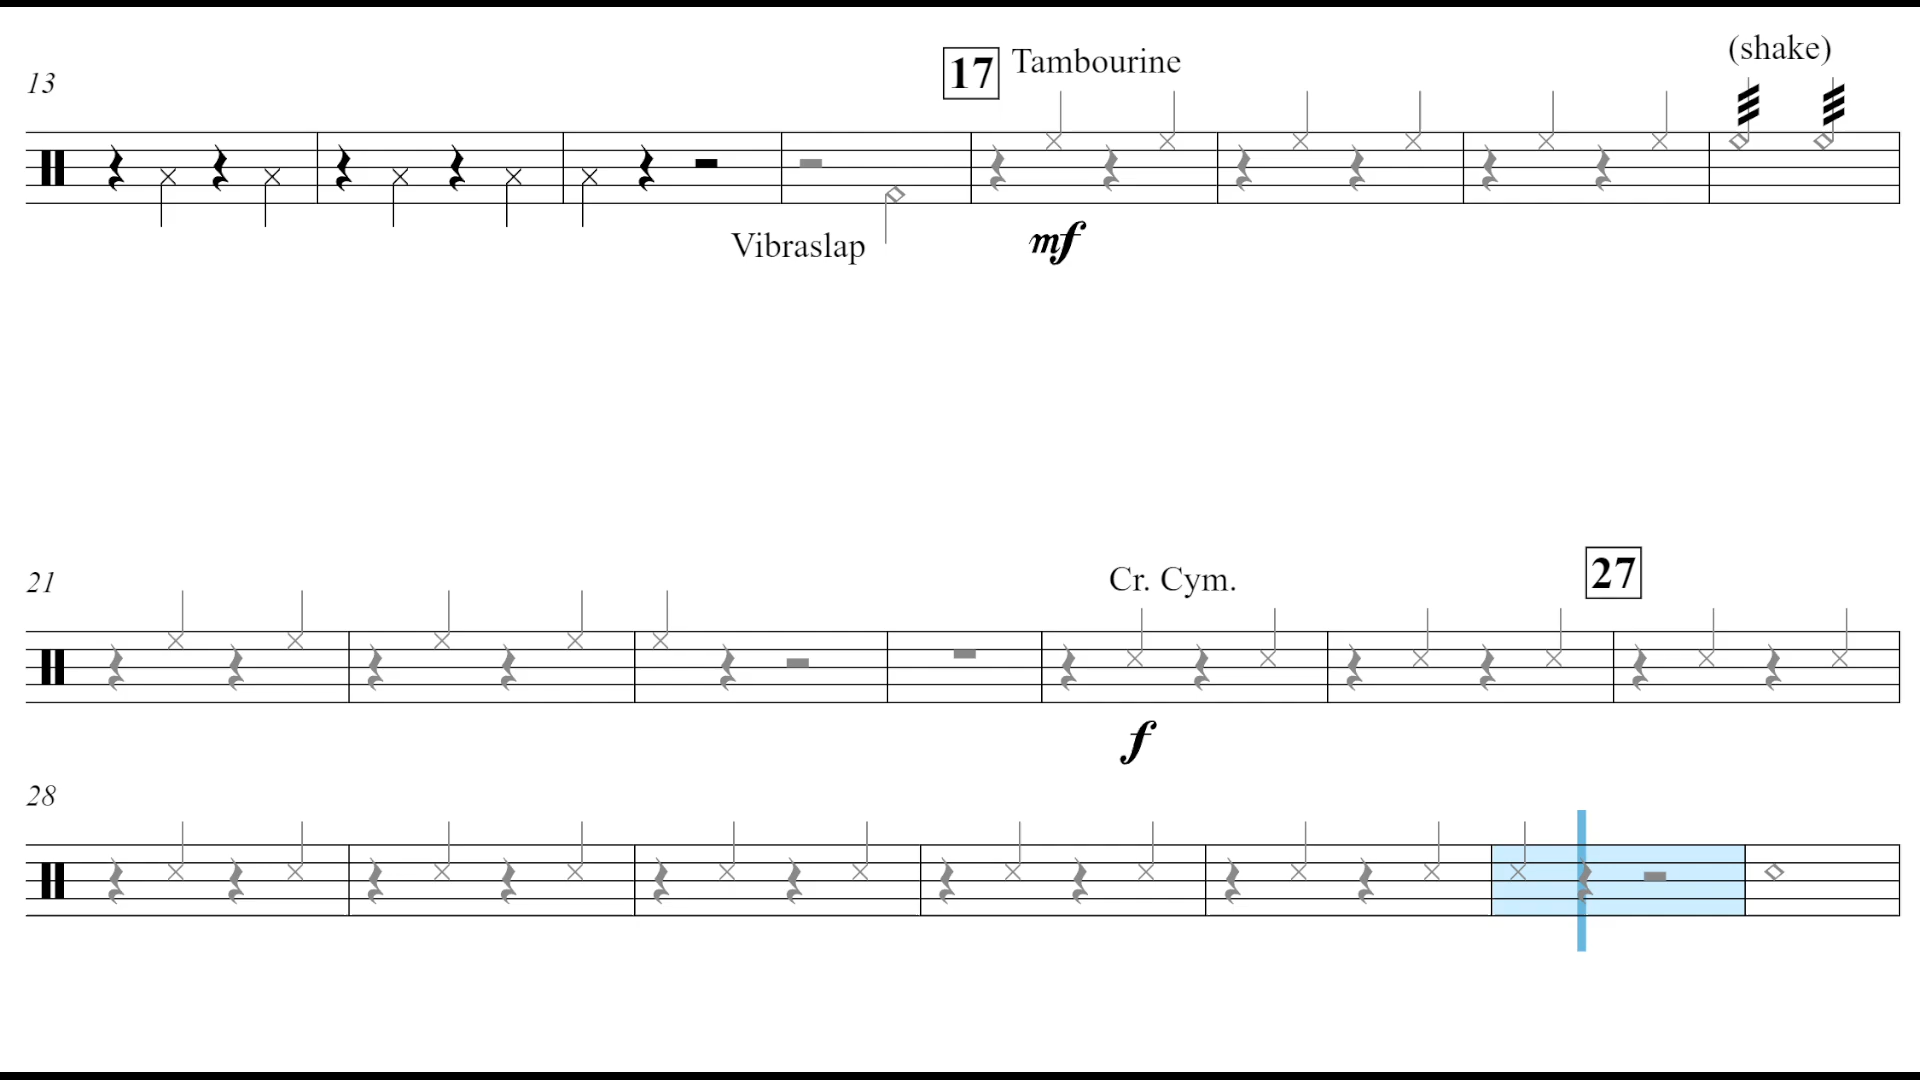 13
17 Tambourine
(shake)
Vibraslap
mf
21
Cr. Cym.
27
f
28